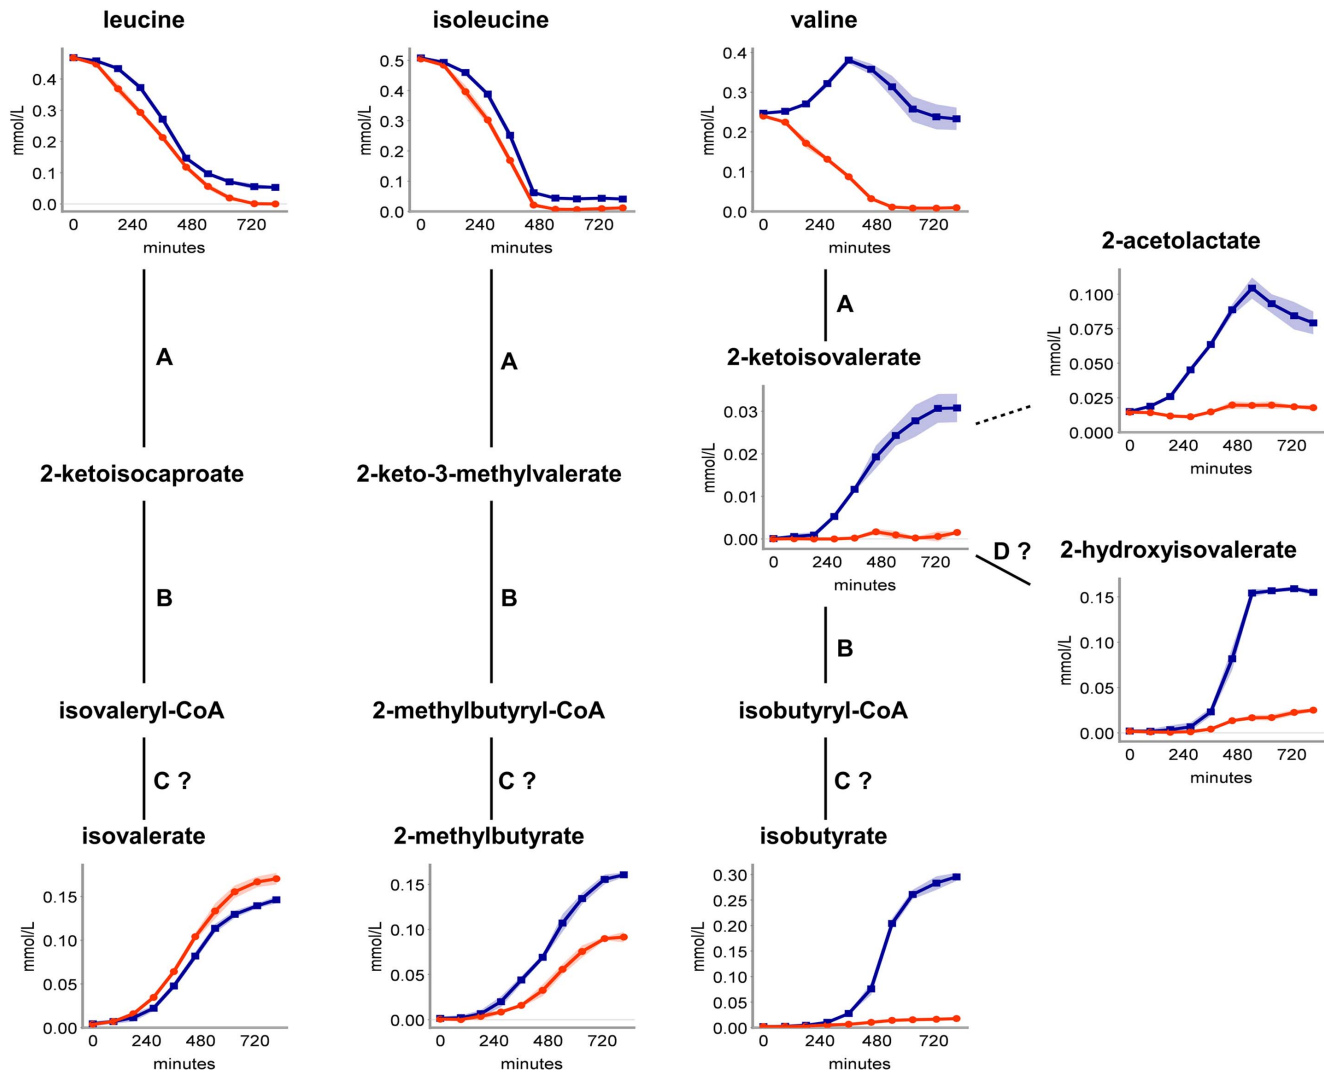 leucine
isoleucine
valine
mmol/L
0.4
0.3
0.2
0.1
0.0
0 240 480 720
minutes
mmol/L
0.5
0.4
0.3
0.2
0.1
0.0
0 240 480 720
minutes
mmol/L
0.4
0.3
0.2
0.1
0.0
0 240 480 720
minutes
A
A
A
2-acetolactate
mmol/L
0.100
0.075
0.050
0.025
0.000
0 240 480 720
minutes
2-ketoisovalerate
mmol/L
0.03
0.02
0.01
0.00
0 240 480 720
minutes
2-ketoisocaproate
2-keto-3-methylvalerate
D ?
2-hydroxyisovalerate
mmol/L
0.15
0.10
0.05
0.00
0 240 480 720
minutes
B
B
B
isovaleryl-CoA
2-methylbutyryl-CoA
isobutyryl-CoA
C ?
C ?
C ?
isovalerate
2-methylbutyrate
isobutyrate
mmol/L
0.15
0.10
0.05
0.00
0 240 480 720
minutes
mmol/L
0.15
0.10
0.05
0.00
0 240 480 720
minutes
mmol/L
0.30
0.25
0.20
0.15
0.10
0.05
0.00
0 240 480 720
minutes